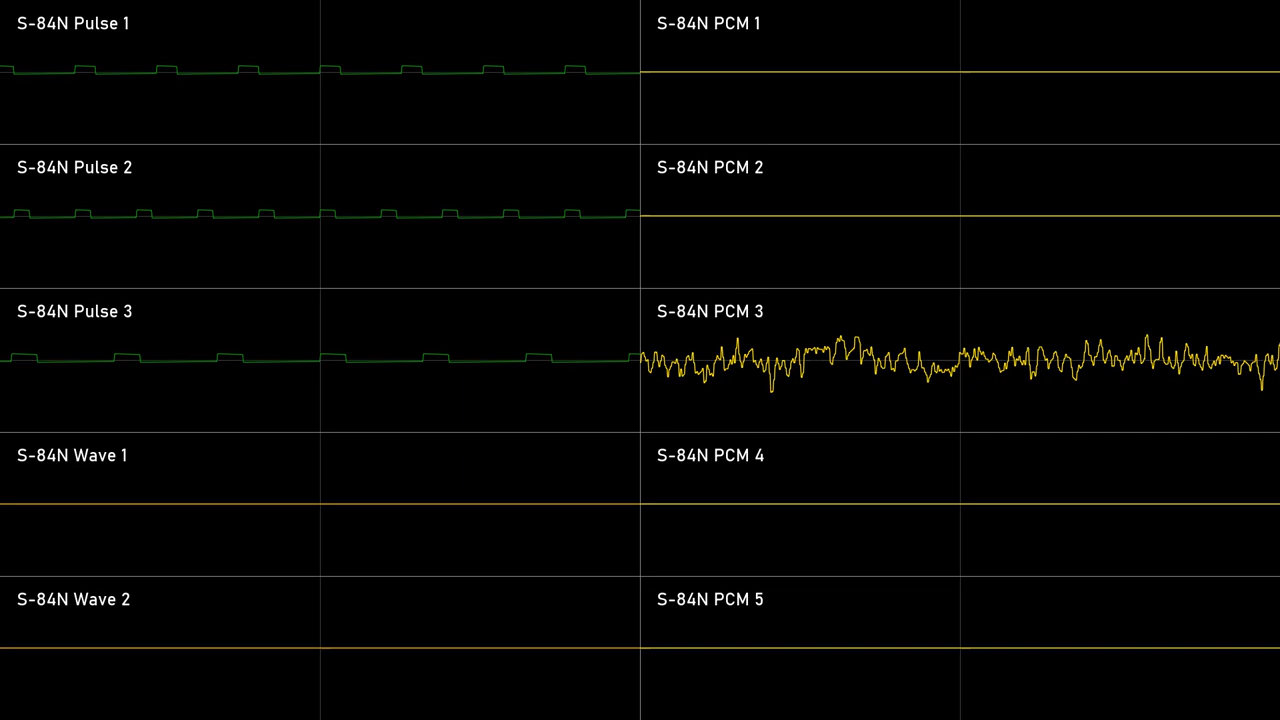 S-84N Pulse 1
S-84N PCM 1
S-84N Pulse 2
S-84N PCM 2
S-84N Pulse 3
S-84N PCM 3
S-84N Wave 1
S-84N PCM 4
S-84N Wave 2
S-84N PCM 5